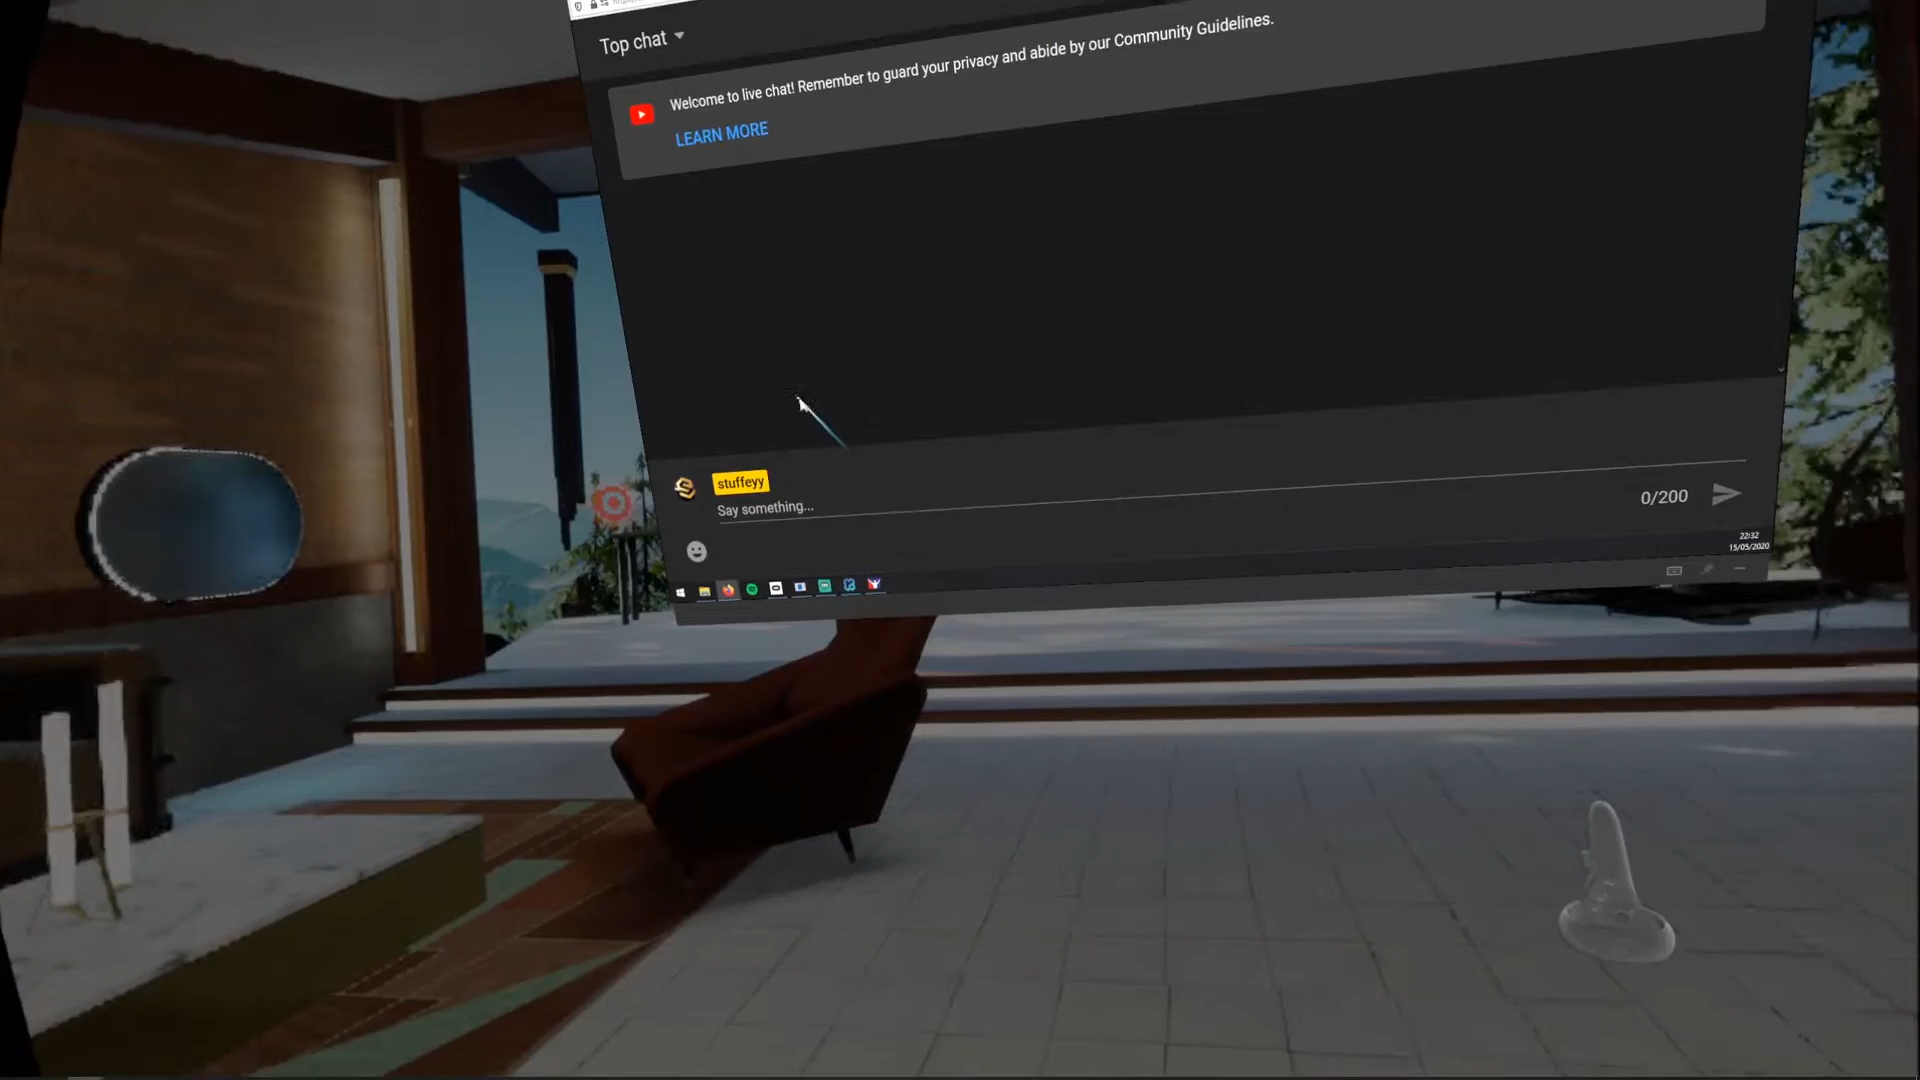 Top chat
Welcome to live chat! Remember to guard your privacy and abide by our Community Guidelines.
LEARN MORE
stuffeyy
Say something...
0/200
22:32
15/05/2020